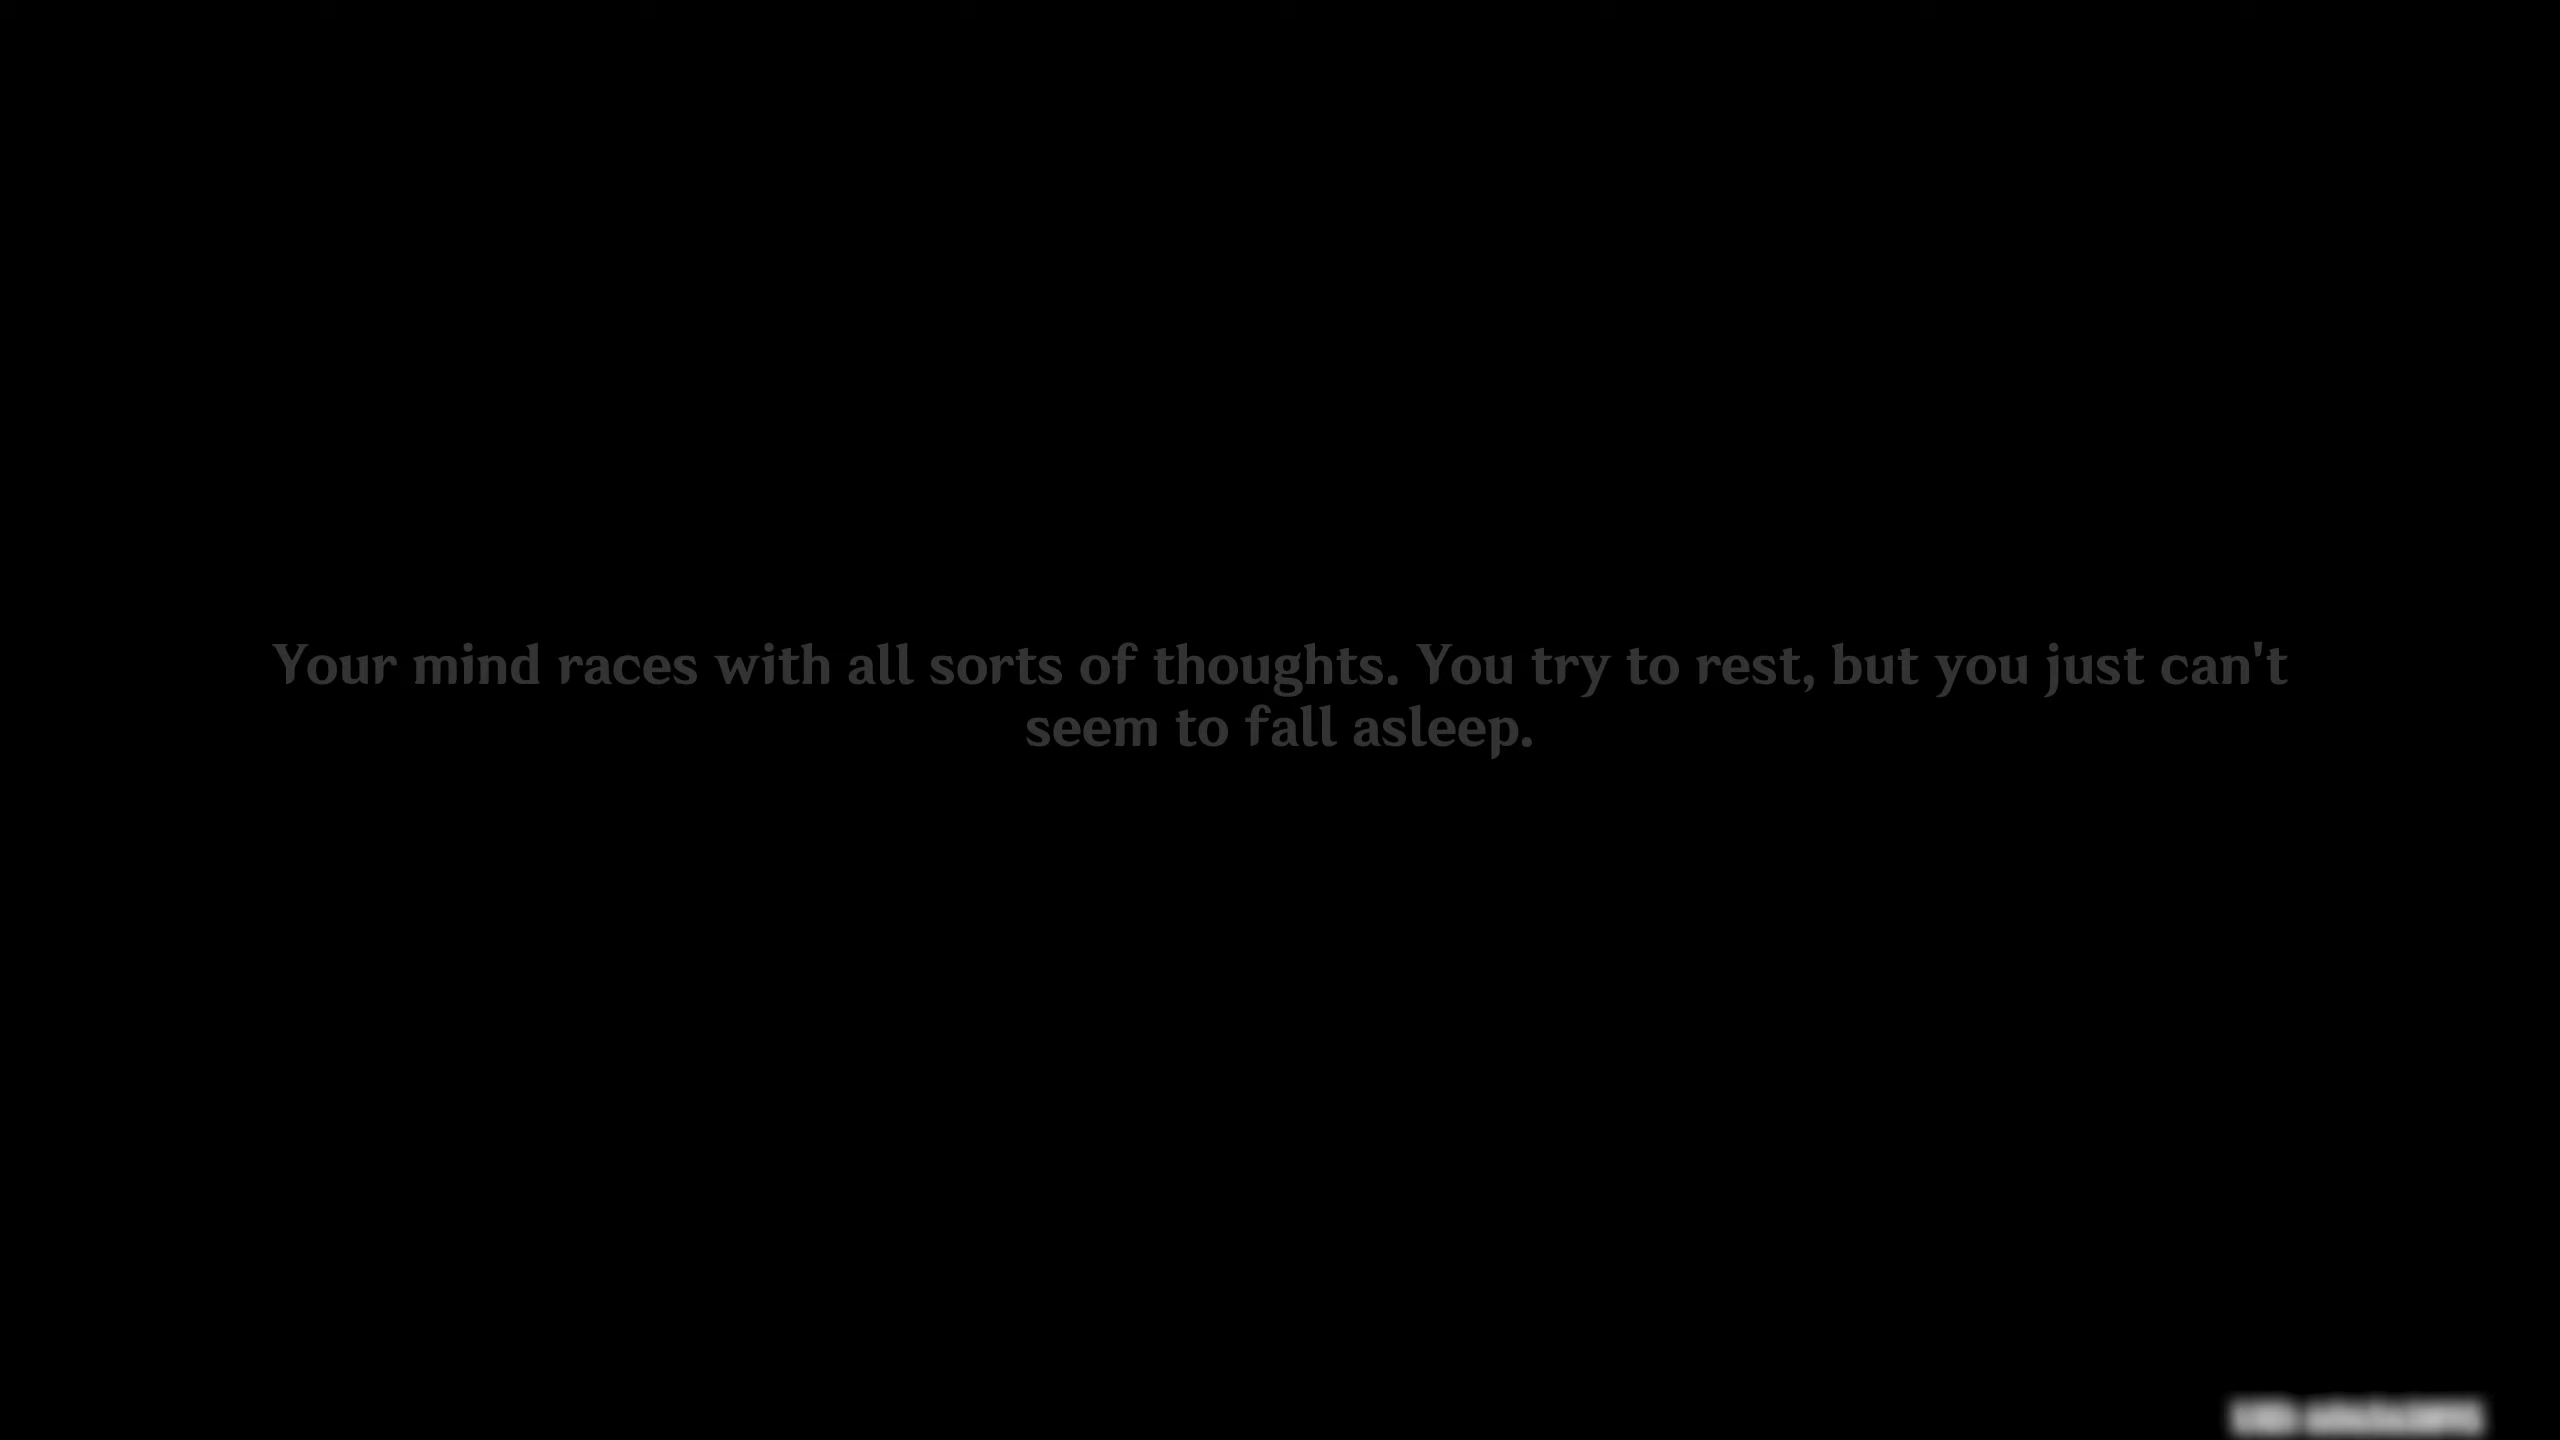 Your mind races with all sorts of thoughts. You try to rest, but you just can't
seem to fall asleep.